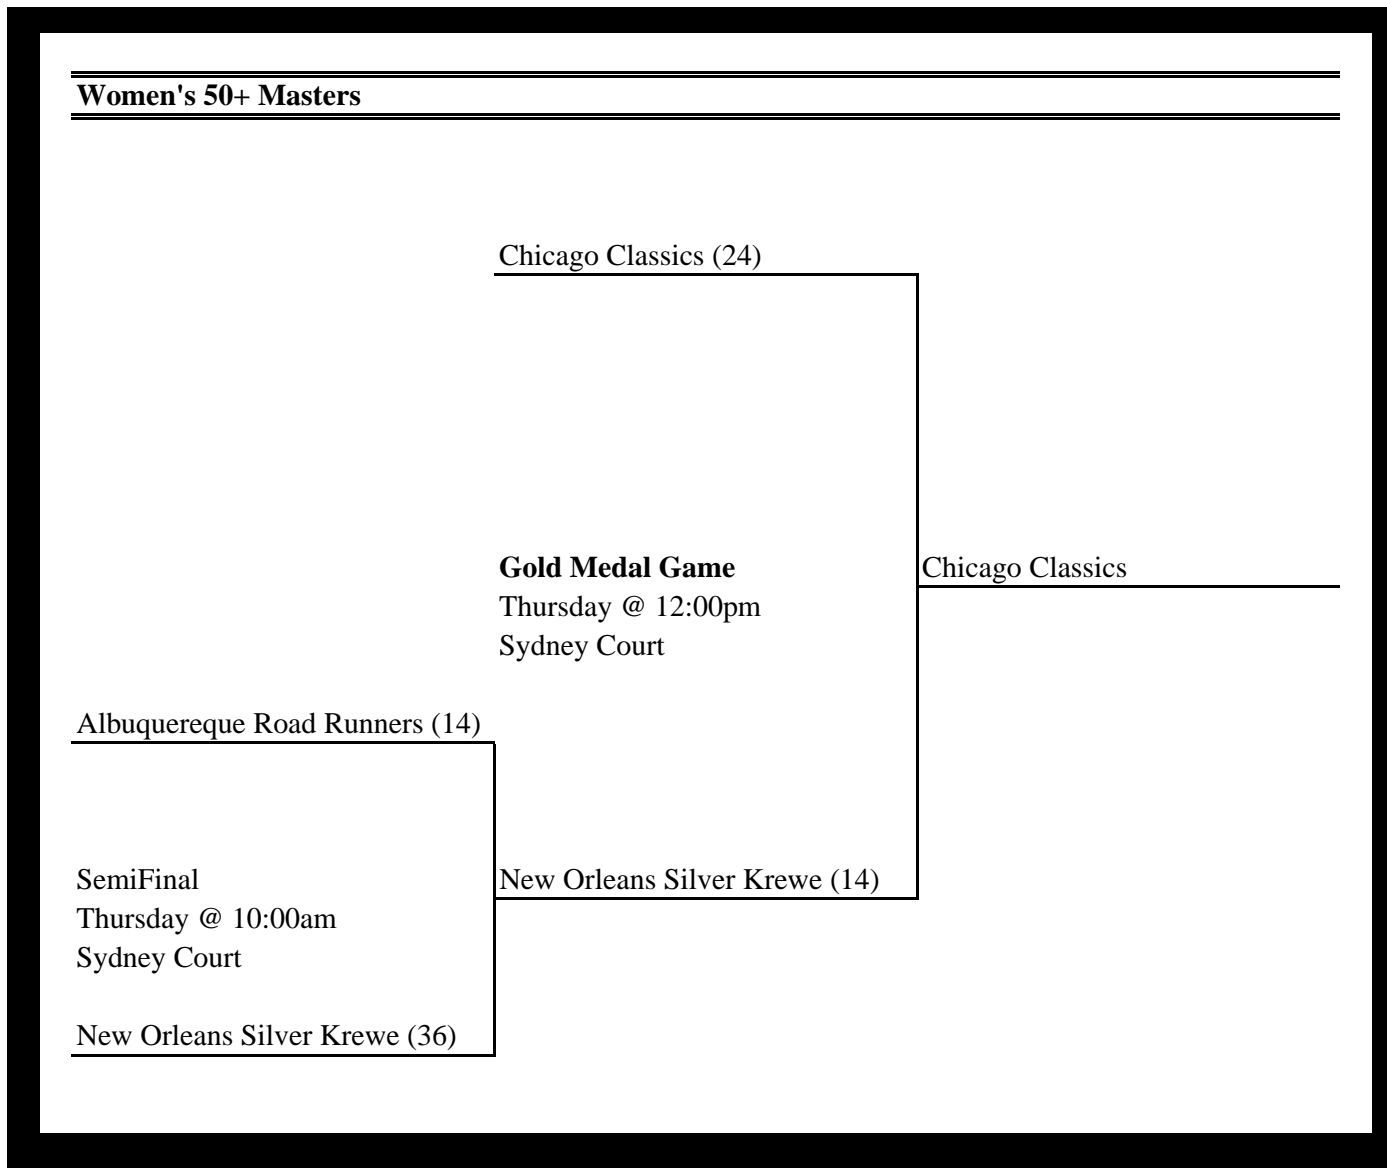 Women's 50+ Masters
Chicago Classics (24)
Gold Medal Game
Chicago Classics
Thursday @ 12:00pm
Sydney Court
Albuquereque Road Runners (14)
SemiFinal
New Orleans Silver Krewe (14)
Thursday @ 10:00am
Sydney Court
New Orleans Silver Krewe (36)